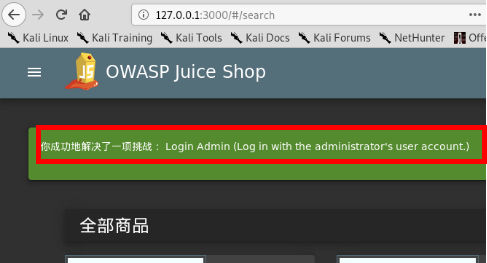 127.0.0.1:3000/#/search
Kali Linux Kali Training Kali Tools Kali Docs Kali Forums NetHunter Offe
JS OWASP Juice Shop
你成功地解决了一项挑战： Login Admin (Log in with the administrator's user account.)
全部商品